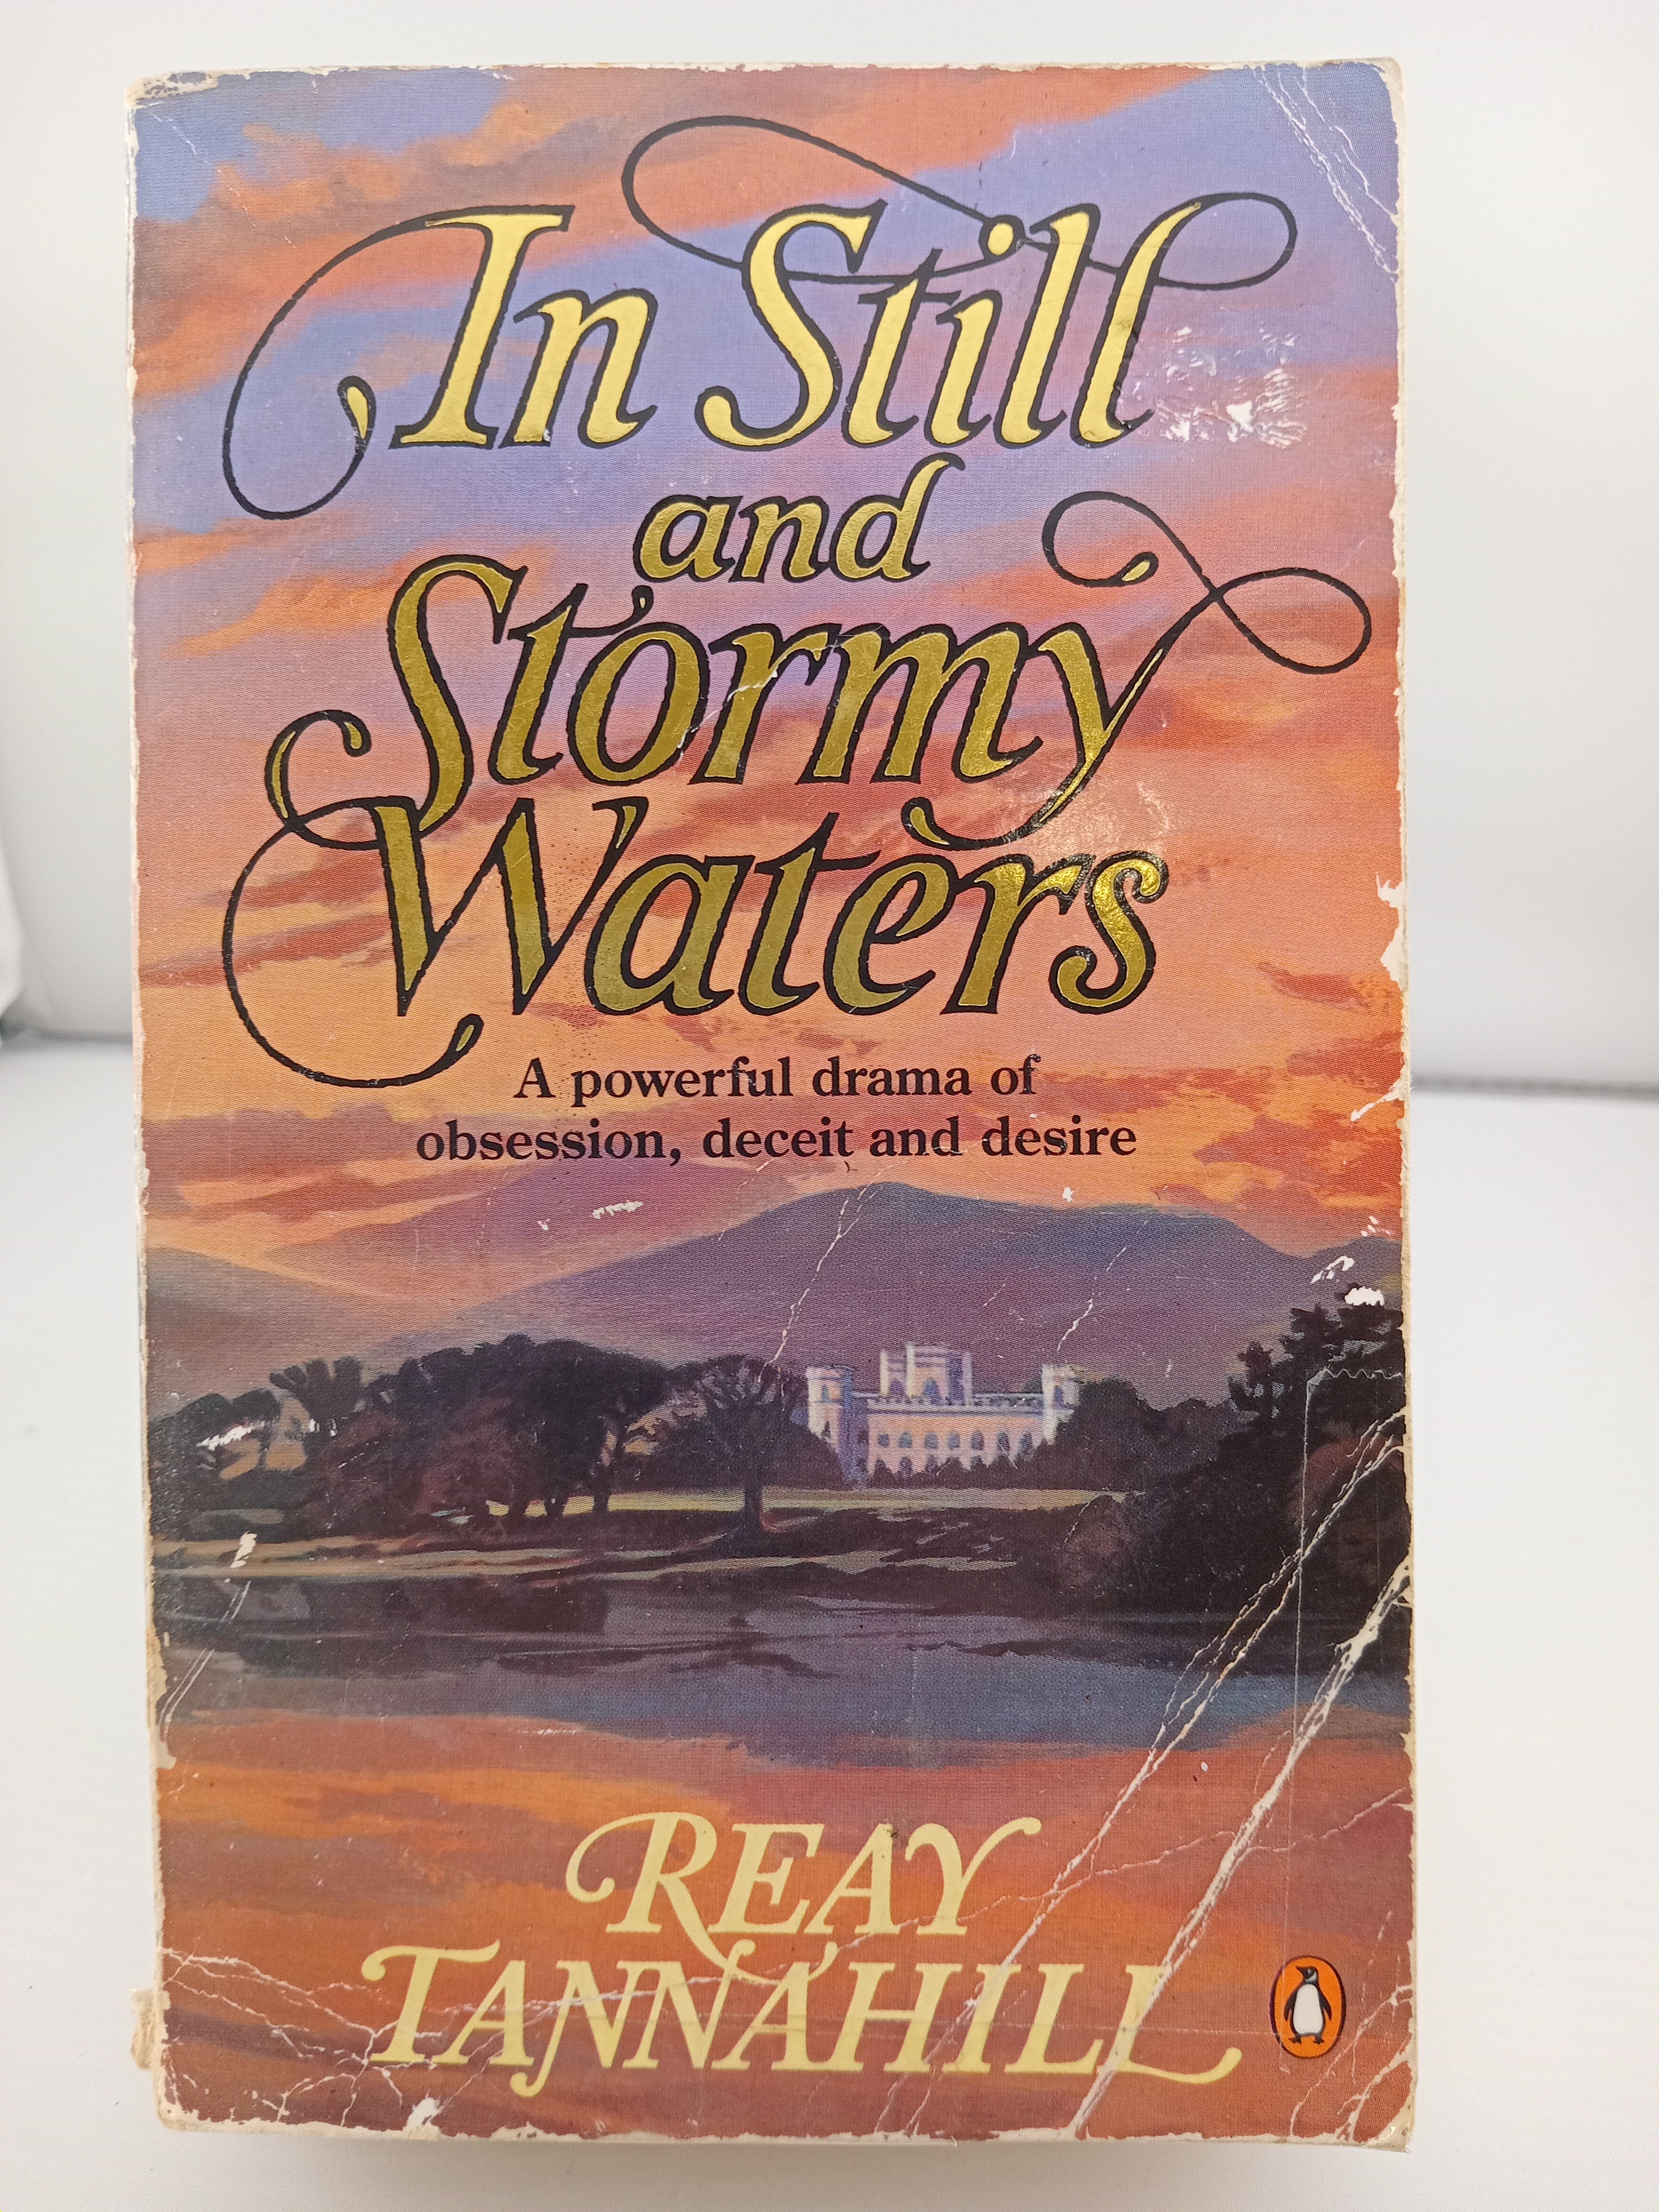 In Still
and
Stormy
Waters
A powerful drama of
obsession, deceit and desire
REAY
TANNAHILL